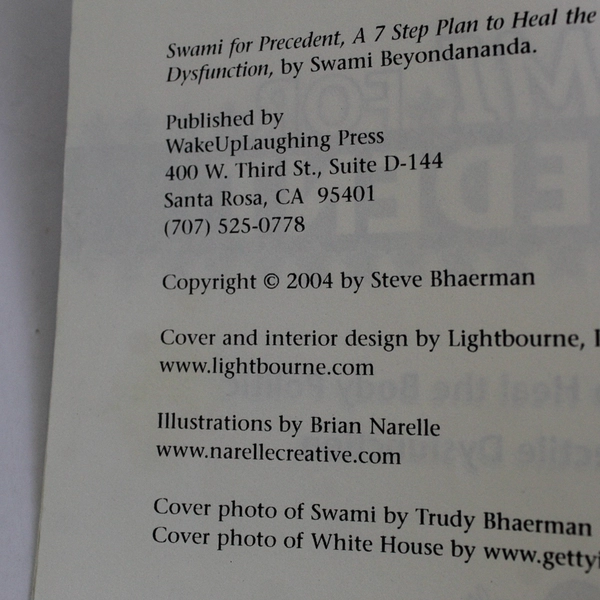 Swami for Precedent, A 7 Step Plan to Heal the
Dysfunction, by Swami Beyondananda.
Published by
WakeUpLaughing Press
400 W. Third St., Suite D-144
Santa Rosa, CA 95401
(707) 525-0778
Copyright © 2004 by Steve Bhaerman
Cover and interior design by Lightbourne,
www.lightbourne.com
Illustrations by Brian Narelle
www.narellecreative.com
Cover photo of Swami by Trudy Bhaerman
Cover photo of White House by www.gettyi